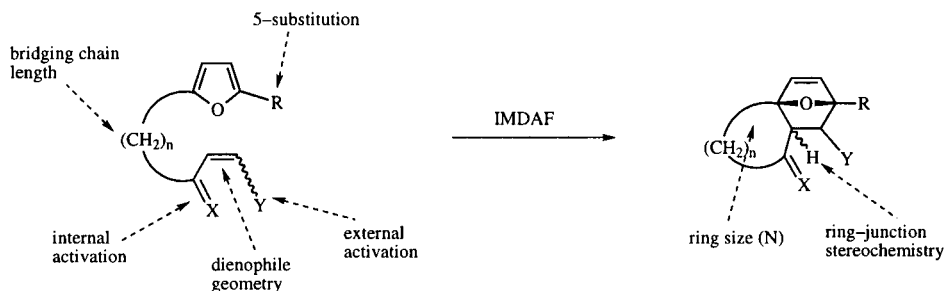 5-substitution
bridging chain
length
R
O
(CH2)n
X
Y
internal
activation
dienophile
geometry
external
activation
IMDAF
O
R
(CH2)n
H
Y
X
ring size (N)
ring-junction
stereochemistry